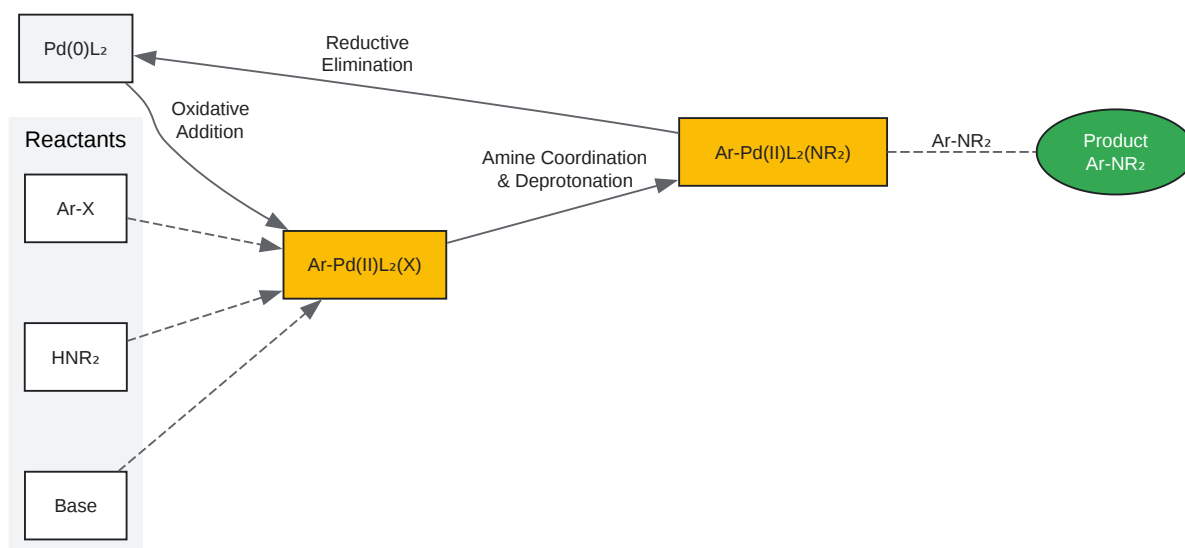 Pd(0)L₂
Reductive
Elimination
Oxidative
Addition
Reactants
Ar-X
HNR₂
Base
Ar-Pd(II)L₂(X)
Amine Coordination
& Deprotonation
Ar-Pd(II)L₂(NR₂)
Ar-NR₂
Product
Ar-NR₂